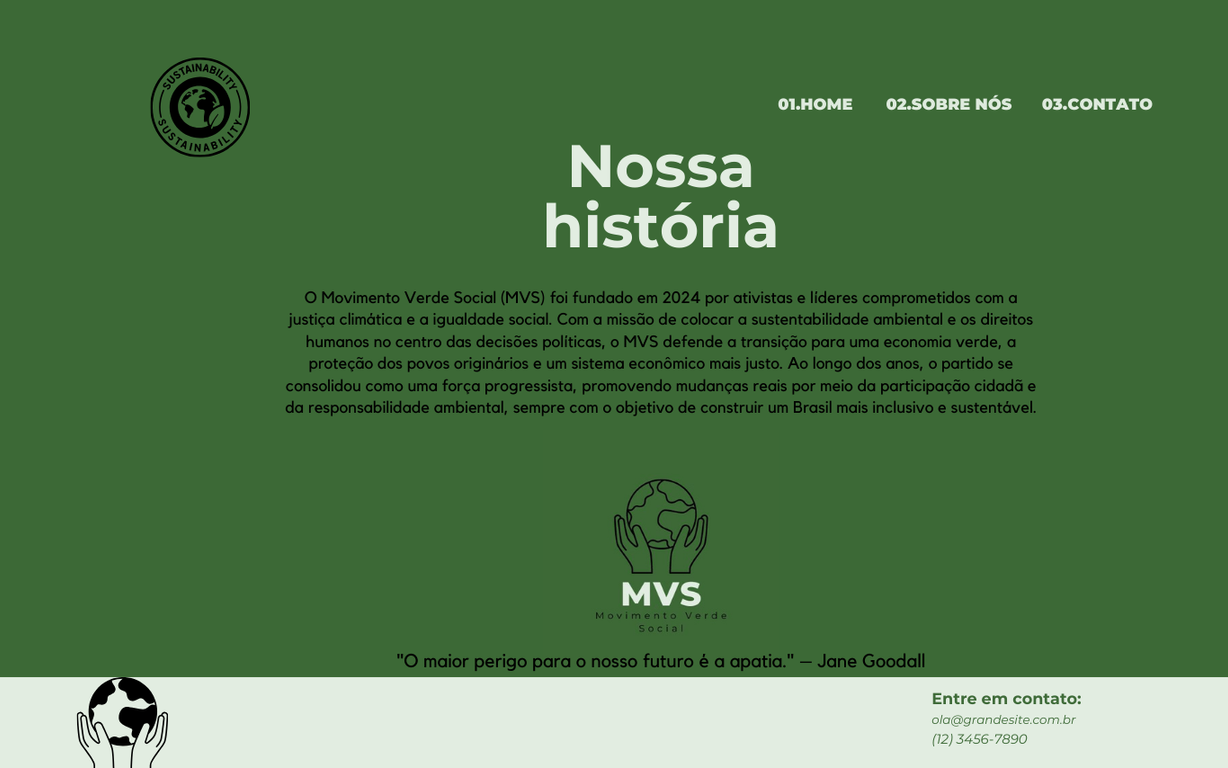 SUSTAINABILITY
SUSTAINABILITY
01.HOME 02.SOBRE NÓS 03.CONTATO
Nossa
história
O Movimento Verde Social (MVS) foi fundado em 2024 por ativistas e líderes comprometidos com a
justiça climática e a igualdade social. Com a missão de colocar a sustentabilidade ambiental e os direitos
humanos no centro das decisões políticas, o MVS defende a transição para uma economia verde, a
proteção dos povos originários e um sistema econômico mais justo. Ao longo dos anos, o partido se
consolidou como uma força progressista, promovendo mudanças reais por meio da participação cidadã e
da responsabilidade ambiental, sempre com o objetivo de construir um Brasil mais inclusivo e sustentável.
MVS
Movimento Verde
Social
"O maior perigo para o nosso futuro é a apatia." — Jane Goodall
Entre em contato:
ola@grandesite.com.br
(12) 3456-7890